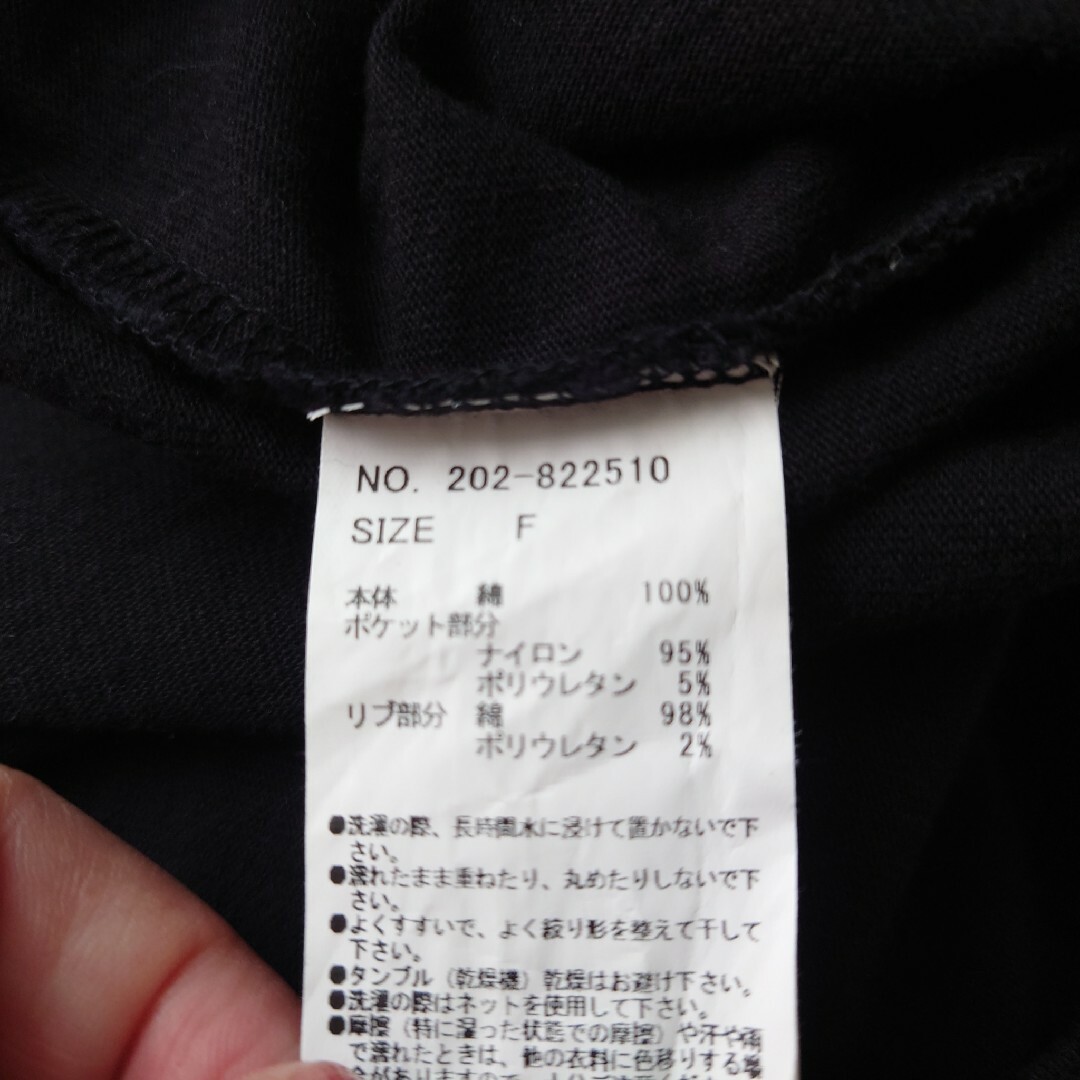 NO. 202-822510
SIZE F
本体 綿 100%
ポケット部分
ナイロン 95%
ポリウレタン 5%
リブ部分 綿 98%
ポリウレタン 2%
●洗濯の際、長時間水に浸けて置かないで下
さい。
●濡れたまま重ねたり、丸めたりしないで下
さい。
●よくすすいで、よく絞り形を整えて干して
下さい。
●タンブル(乾燥機)乾燥はお避け下さい。
●洗濯の際はネットを使用して下さい。
●摩擦(特に湿った状態での摩擦)や汗や雨
で濡れたときは、他の衣料に色移りする場
合がありますので、